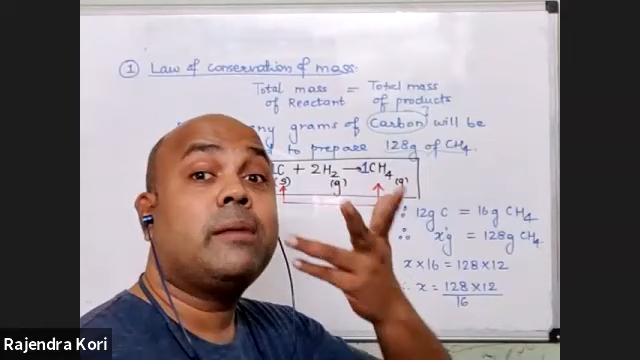 ① Law of conservation of mass.
Total mass = Total mass
of Reactant of products
any grams of Carbon will be
to prepare 128g of CH₄.
1C + 2H₂ → 1CH₄
(s) (g) (g)
∵ 12g C = 16g CH₄
∴ x g = 128g CH₄
x × 16 = 128 × 12
∴ x = 128 × 12
16
Rajendra Kori